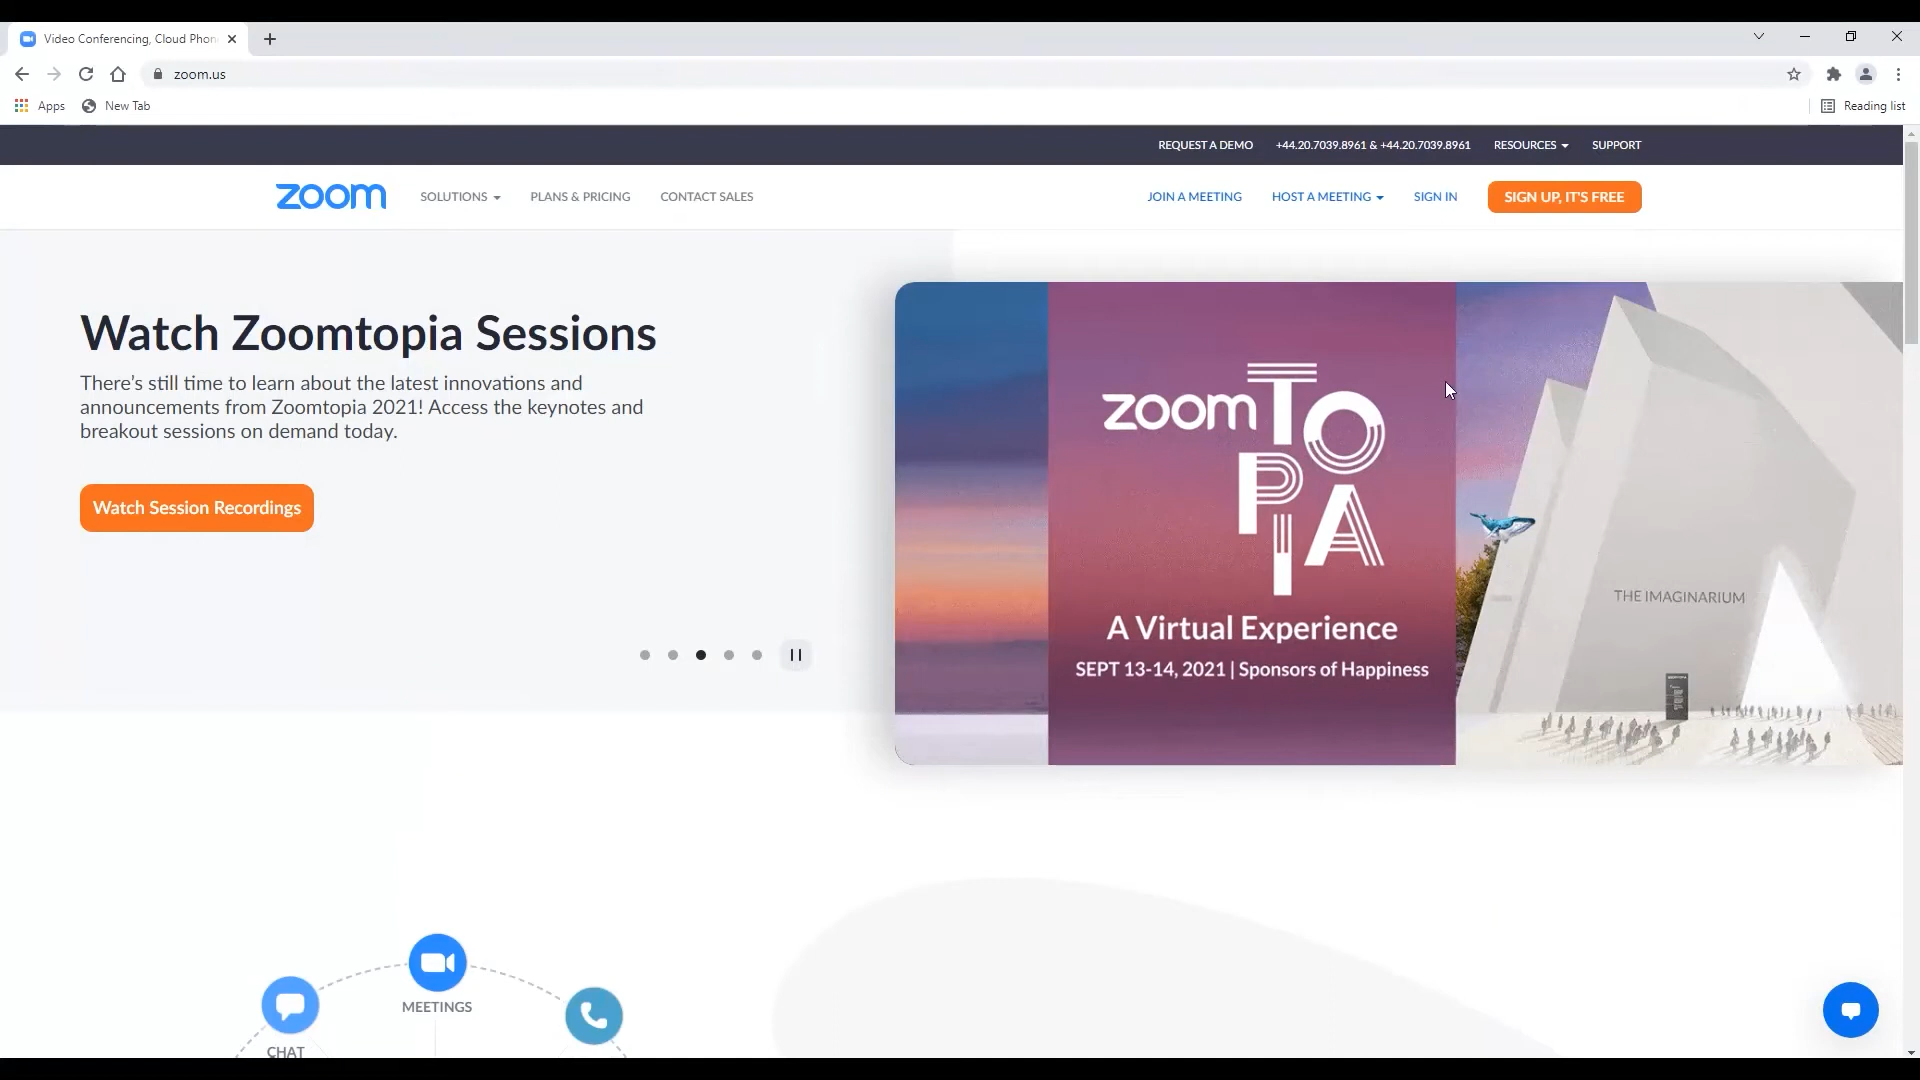 Video Conferencing, Cloud Phon
zoom.us
Apps
New Tab
Reading list
REQUEST A DEMO
+44.20.7039.8961 & +44.20.7039.8961
RESOURCES
SUPPORT
zoom
SOLUTIONS
PLANS & PRICING
CONTACT SALES
JOIN A MEETING
HOST A MEETING
SIGN IN
SIGN UP, IT'S FREE
Watch Zoomtopia Sessions
There’s still time to learn about the latest innovations and
announcements from Zoomtopia 2021! Access the keynotes and
breakout sessions on demand today.
Watch Session Recordings
zoomTOPIA
A Virtual Experience
SEPT 13-14, 2021 | Sponsors of Happiness
THE IMAGINARIUM
MEETINGS
CHAT